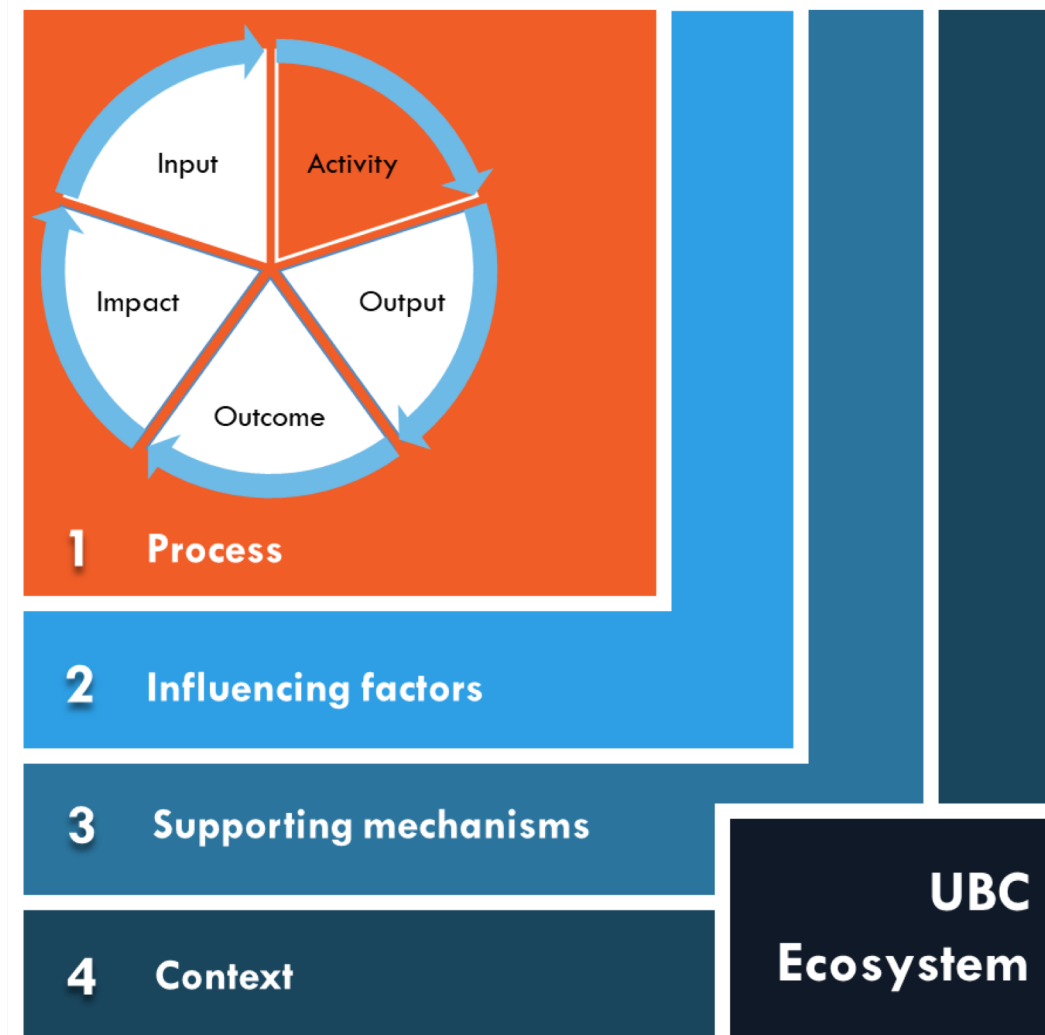 Input
Activity
Impact
Output
Outcome
1 Process
2 Influencing factors
3 Supporting mechanisms
4 Context
UBC
Ecosystem